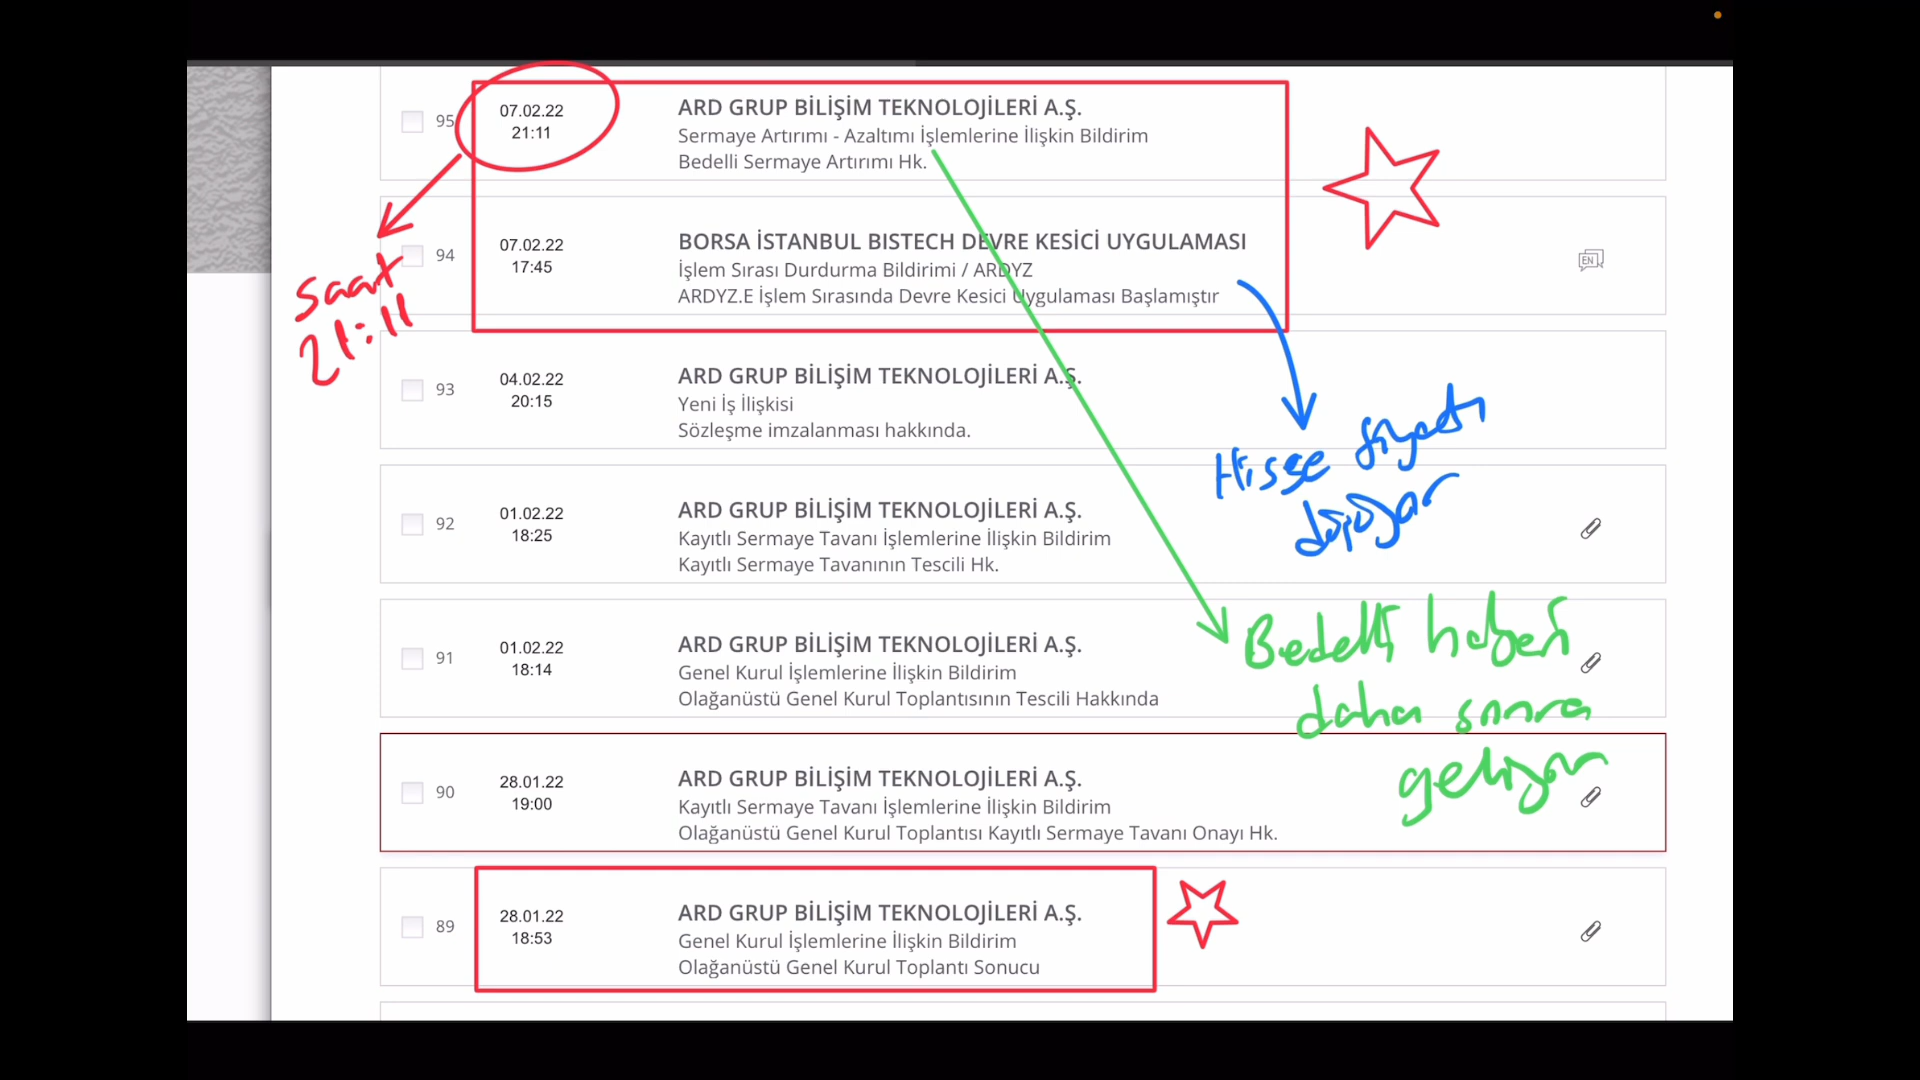 95
07.02.22
21:11
ARD GRUP BİLİŞİM TEKNOLOJİLERİ A.Ş.
Sermaye Artırımı - Azaltımı İşlemlerine İlişkin Bildirim
Bedelli Sermaye Artırımı Hk.
94
07.02.22
17:45
BORSA İSTANBUL BISTECH DEVRE KESİCİ UYGULAMASI
İşlem Sırası Durdurma Bildirimi / ARDYZ
ARDYZ.E İşlem Sırasında Devre Kesici Uygulaması Başlamıştır
EN
saat
21:11
93
04.02.22
20:15
ARD GRUP BİLİŞİM TEKNOLOJİLERİ A.Ş.
Yeni İş İlişkisi
Sözleşme imzalanması hakkında.
Hisse fiyatı
düşüyor
92
01.02.22
18:25
ARD GRUP BİLİŞİM TEKNOLOJİLERİ A.Ş.
Kayıtlı Sermaye Tavanı İşlemlerine İlişkin Bildirim
Kayıtlı Sermaye Tavanının Tescili Hk.
91
01.02.22
18:14
ARD GRUP BİLİŞİM TEKNOLOJİLERİ A.Ş.
Genel Kurul İşlemlerine İlişkin Bildirim
Olağanüstü Genel Kurul Toplantısının Tescili Hakkında
Bedelli haberi
daha sonra
geliyor
90
28.01.22
19:00
ARD GRUP BİLİŞİM TEKNOLOJİLERİ A.Ş.
Kayıtlı Sermaye Tavanı İşlemlerine İlişkin Bildirim
Olağanüstü Genel Kurul Toplantısı Kayıtlı Sermaye Tavanı Onayı Hk.
89
28.01.22
18:53
ARD GRUP BİLİŞİM TEKNOLOJİLERİ A.Ş.
Genel Kurul İşlemlerine İlişkin Bildirim
Olağanüstü Genel Kurul Toplantı Sonucu